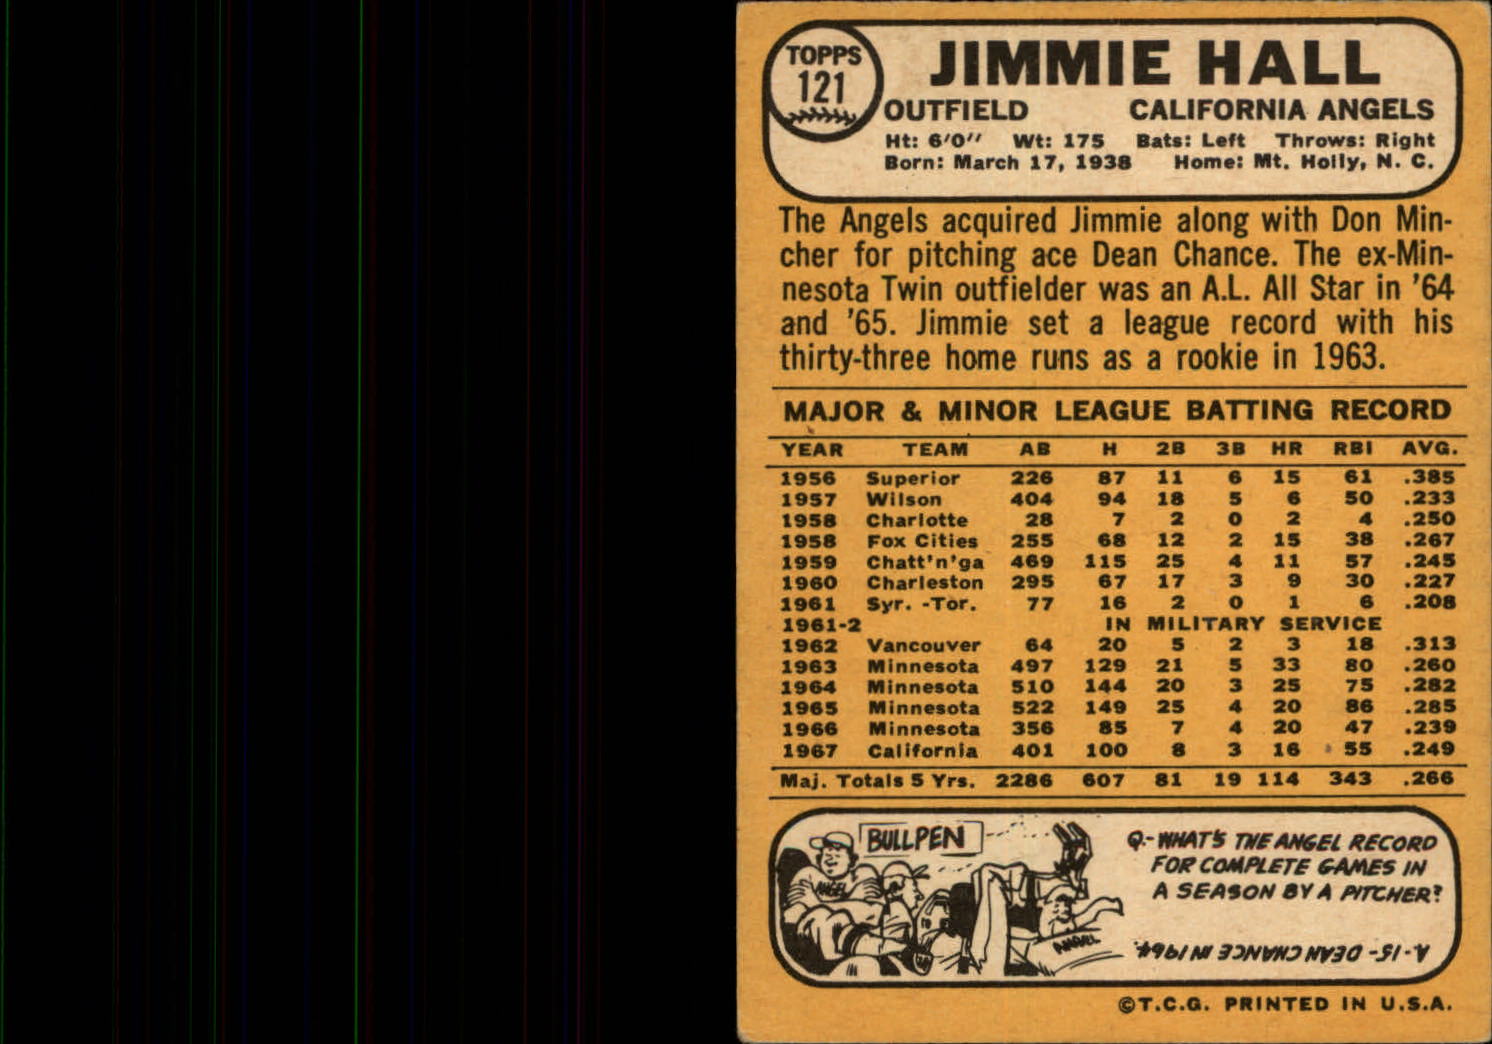 TOPPS
121
JIMMIE HALL
OUTFIELD CALIFORNIA ANGELS
Ht: 6'0" Wt: 175 Bats: Left Throws: Right
Born: March 17, 1938 Home: Mt. Holly, N. C.
The Angels acquired Jimmie along with Don Min-
cher for pitching ace Dean Chance. The ex-Min-
nesota Twin outfielder was an A.L. All Star in '64
and '65. Jimmie set a league record with his
thirty-three home runs as a rookie in 1963.
MAJOR & MINOR LEAGUE BATTING RECORD
YEAR TEAM AB H 2B 3B HR RBI AVG.
1956 Superior 226 87 11 6 15 61 .385
1957 Wilson 404 94 18 5 6 50 .233
1958 Charlotte 28 7 2 0 2 4 .250
1958 Fox Cities 255 68 12 2 15 38 .267
1959 Chatt'n'ga 469 115 25 4 11 57 .245
1960 Charleston 295 67 17 3 9 30 .227
1961 Syr. -Tor. 77 16 2 0 1 6 .208
1961-2 IN MILITARY SERVICE
1962 Vancouver 64 20 5 2 3 18 .313
1963 Minnesota 497 129 21 5 33 80 .260
1964 Minnesota 510 144 20 3 25 75 .282
1965 Minnesota 522 149 25 4 20 86 .285
1966 Minnesota 356 85 7 4 20 47 .239
1967 California 401 100 8 3 16 55 .249
Maj. Totals 5 Yrs. 2286 607 81 19 114 343 .266
BULLPEN
ANGEL
Q.- WHAT'S THE ANGEL RECORD
FOR COMPLETE GAMES IN
A SEASON BY A PITCHER?
A.-15- DEAN CHANCE IN 1964.
©T.C.G. PRINTED IN U.S.A.